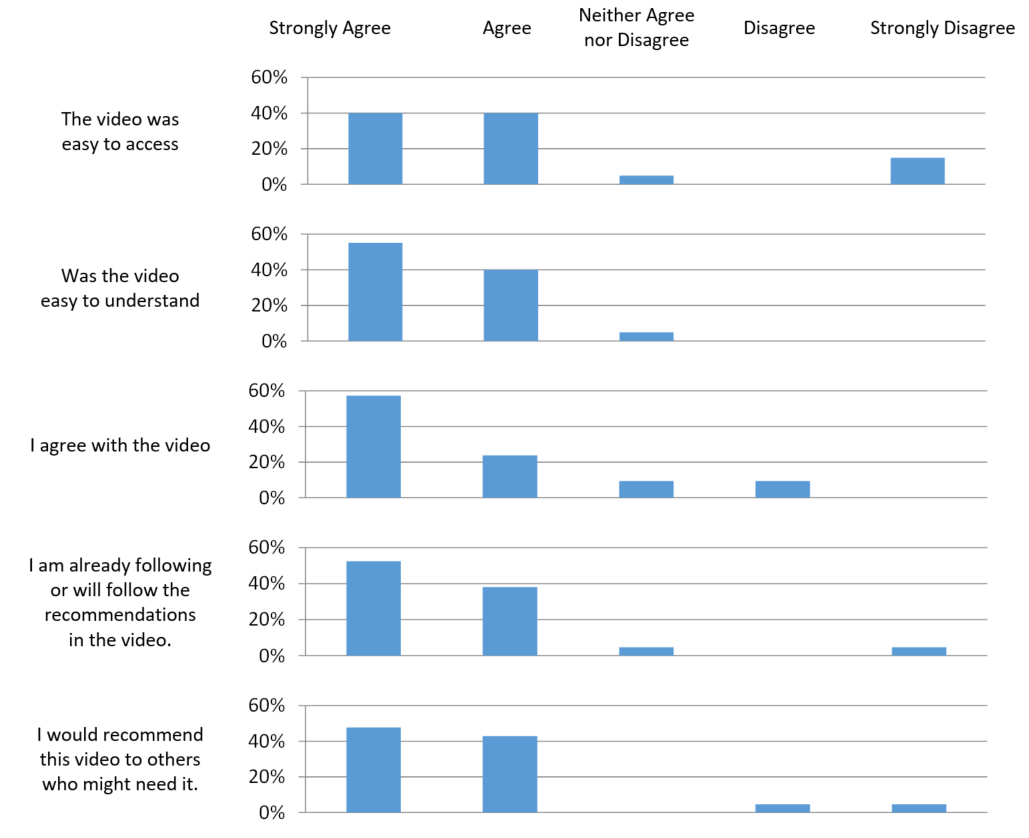 Strongly Agree
Agree
Neither Agree
nor Disagree
Disagree
Strongly Disagree
The video was
easy to access
60%
40%
20%
0%
Was the video
easy to understand
60%
40%
20%
0%
I agree with the video
60%
40%
20%
0%
I am already following
or will follow the
recommendations
in the video.
60%
40%
20%
0%
I would recommend
this video to others
who might need it.
60%
40%
20%
0%